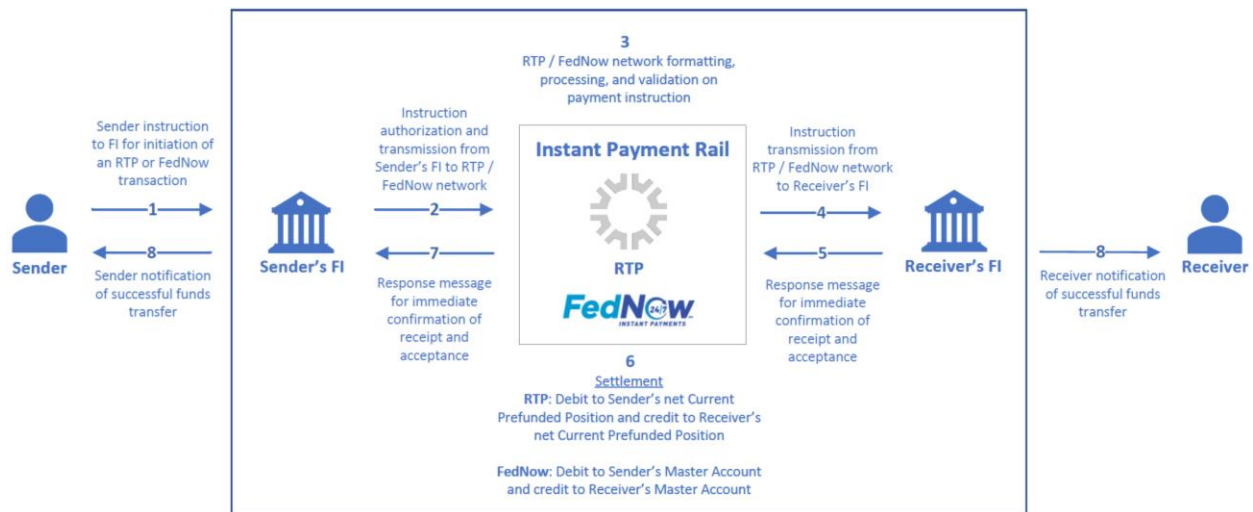 3
RTP / FedNow network formatting,
processing, and validation on
payment instruction
Sender instruction
to FI for initiation of
an RTP or FedNow
transaction
1
8
Sender
Sender notification
of successful funds
transfer
Sender's FI
Instruction
authorization and
transmission from
Sender's FI to RTP /
FedNow network
2
7
Response message
for immediate
confirmation of
receipt and
acceptance
Instant Payment Rail
RTP
FedNow
24/7
INSTANT PAYMENTS
Instruction
transmission from
RTP / FedNow network
to Receiver's FI
4
5
Response message
for immediate
confirmation of
receipt and
acceptance
Receiver's FI
8
Receiver notification
of successful funds
transfer
Receiver
6
Settlement
RTP: Debit to Sender's net Current
Prefunded Position and credit to Receiver's
net Current Prefunded Position
FedNow: Debit to Sender's Master Account
and credit to Receiver's Master Account